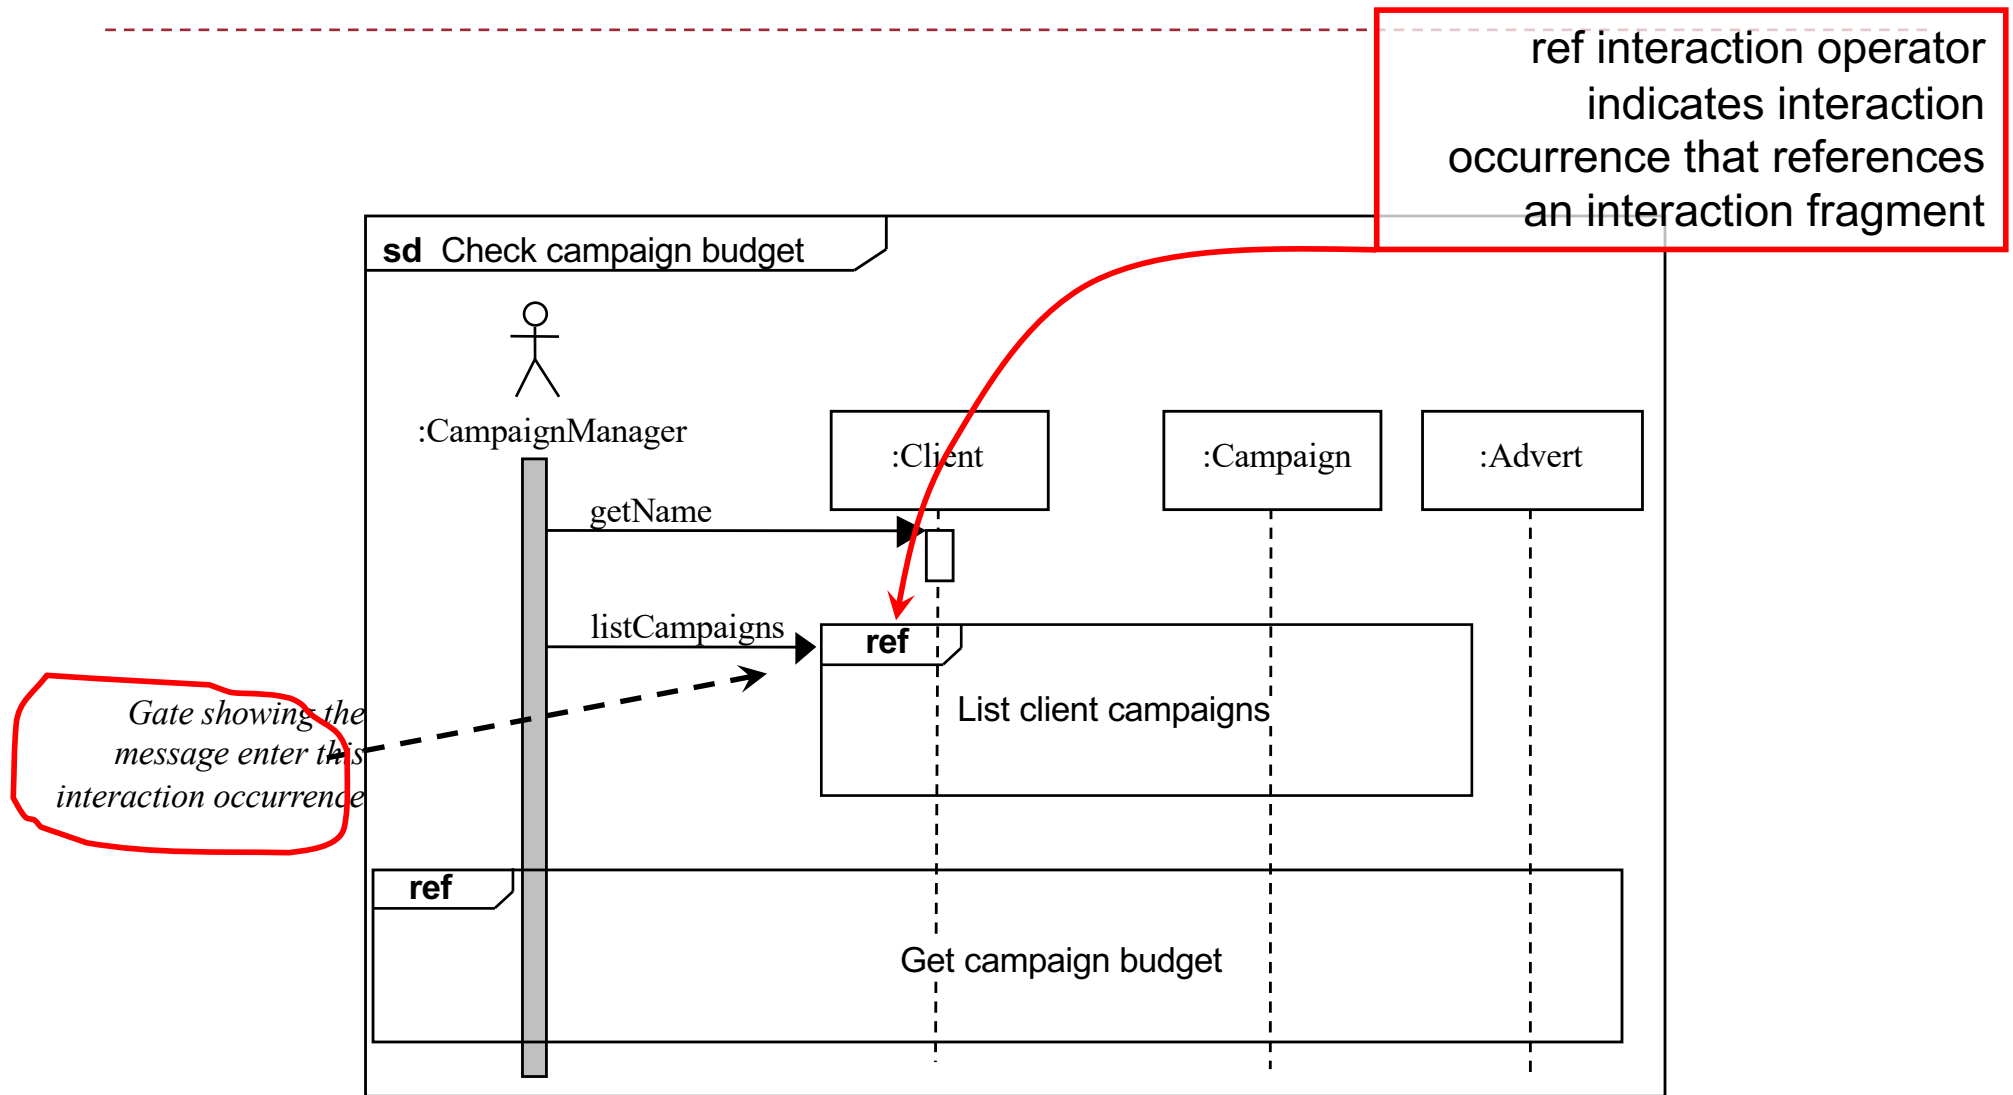 ref interaction operator
indicates interaction
occurrence that references
an interaction fragment
sd Check campaign budget
:CampaignManager
:Client
:Campaign
:Advert
getName
listCampaigns
ref
List client campaigns
Gate showing the
message enter this
interaction occurrence
ref
Get campaign budget